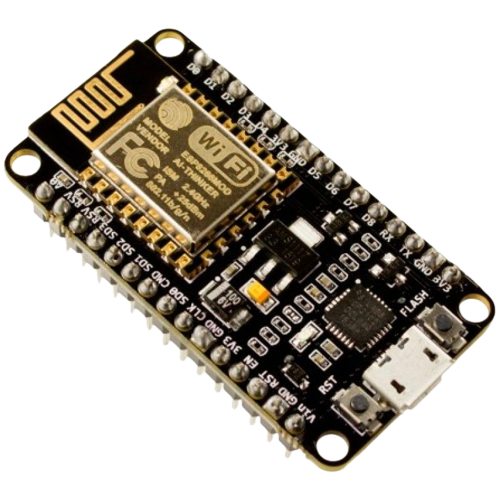 D0
D1
D2
D3
D4
3V3
GND
D5
D6
D7
D8
RX
TX
GND
3V3
MODEL
VENDOR
ESP8266MOD
AI-THINKER
WiFi
FC
ISM 2.4GHz
PA +25dBm
802.11b/g/n
A0
RSV
RSV
SD3
SD2
SD1
CMD
SD0
CLK
GND
3V3
EN
RST
GND
Vin
FLASH
RST